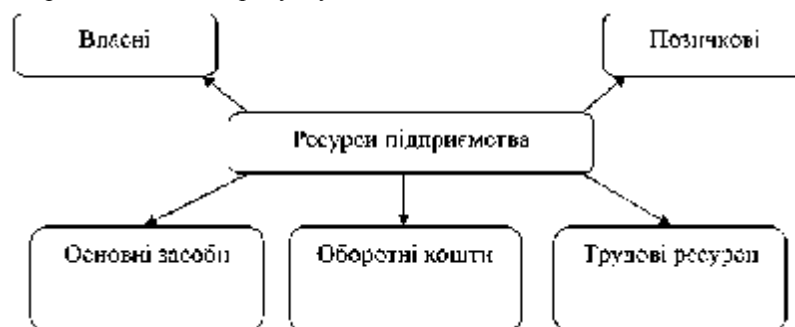 Власні
Позичкові
Ресурси підприємства
Основні засоби
Оборотні кошти
Трудові ресурси